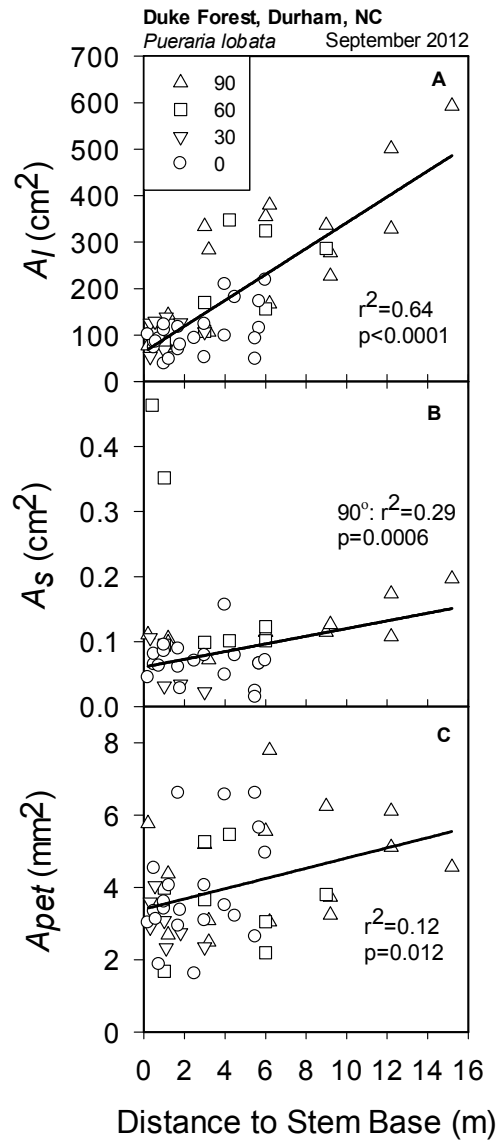 Duke Forest, Durham, NC
Pueraria lobata September 2012
700
600
500
400
300
200
100
0
A_l (cm²)
90
60
30
0
A
r²=0.64
p<0.0001
0.4
0.3
0.2
0.1
0.0
A_s (cm²)
B
90°: r²=0.29
p=0.0006
8
6
4
2
0
Apet (mm²)
C
r²=0.12
p=0.012
0 2 4 6 8 10 12 14 16
Distance to Stem Base (m)